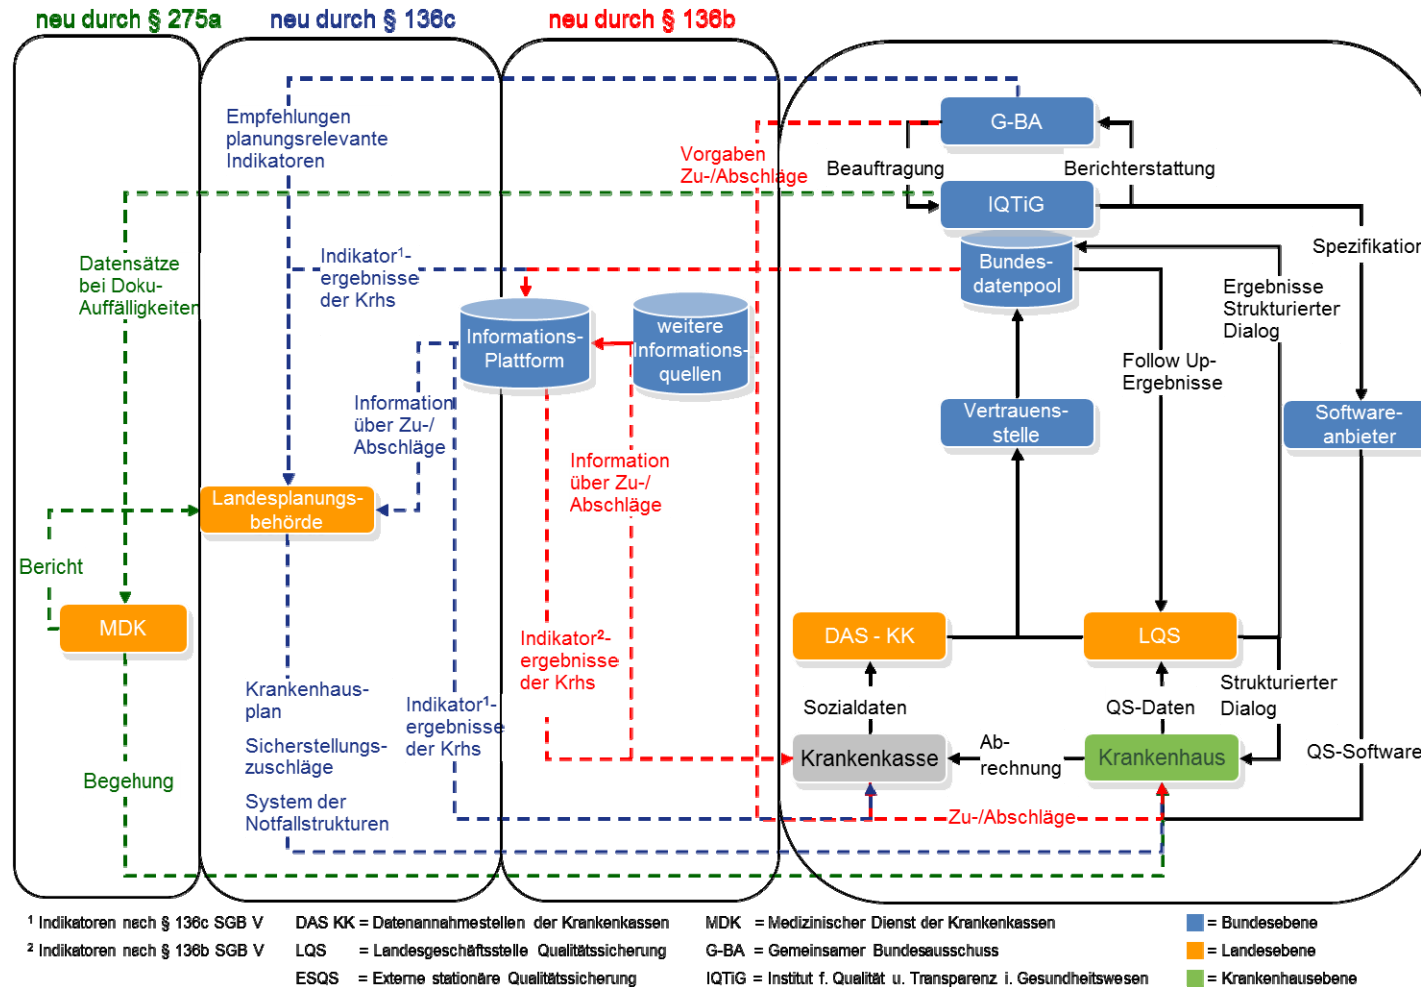 neu durch § 275a
neu durch § 136c
neu durch § 136b
Empfehlungen
planungsrelevante
Indikatoren
Vorgaben
Zu-/Abschläge
G-BA
Beauftragung
Berichterstattung
IQTiG
Spezifikation
Datensätze
bei Doku-
Auffälligkeiten
Indikator¹-
ergebnisse
der Krhs
Bundes-
datenpool
Ergebnisse
Strukturierter
Dialog
Informations-
Plattform
weitere
Informations-
quellen
Follow Up-
Ergebnisse
Information
über Zu-/
Abschläge
Vertrauens-
stelle
Software-
anbieter
Information
über Zu-/
Abschläge
Landesplanungs-
behörde
Bericht
MDK
Indikator²-
ergebnisse
der Krhs
DAS - KK
LQS
Krankenhaus-
plan
Sicherstellungs-
zuschläge
System der
Notfallstrukturen
Indikator¹-
ergebnisse
der Krhs
Sozialdaten
QS-Daten
Strukturierter
Dialog
Krankenkasse
Ab-
rechnung
Krankenhaus
QS-Software
Begehung
Zu-/Abschläge
¹ Indikatoren nach § 136c SGB V
² Indikatoren nach § 136b SGB V
DAS KK = Datenannahmestellen der Krankenkassen
LQS = Landesgeschäftsstelle Qualitätssicherung
ESQS = Externe stationäre Qualitätssicherung
MDK = Medizinischer Dienst der Krankenkassen
G-BA = Gemeinsamer Bundesausschuss
IQTiG = Institut f. Qualität u. Transparenz i. Gesundheitswesen
= Bundesebene
= Landesebene
= Krankenhausebene